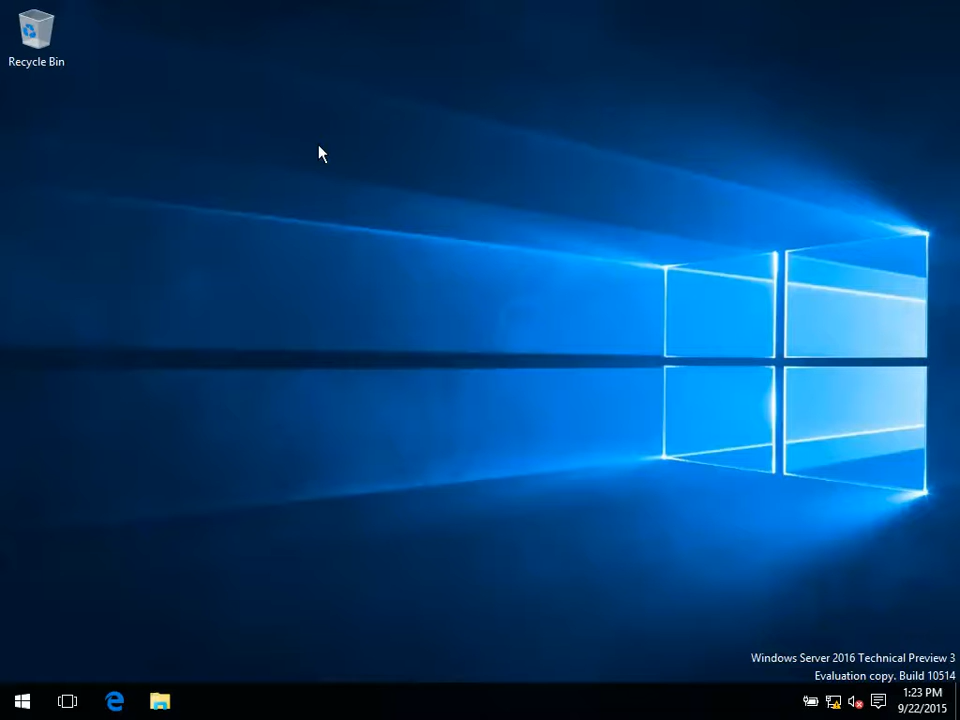 Recycle Bin
Windows Server 2016 Technical Preview 3
Evaluation copy. Build 10514
1:23 PM
9/22/2015